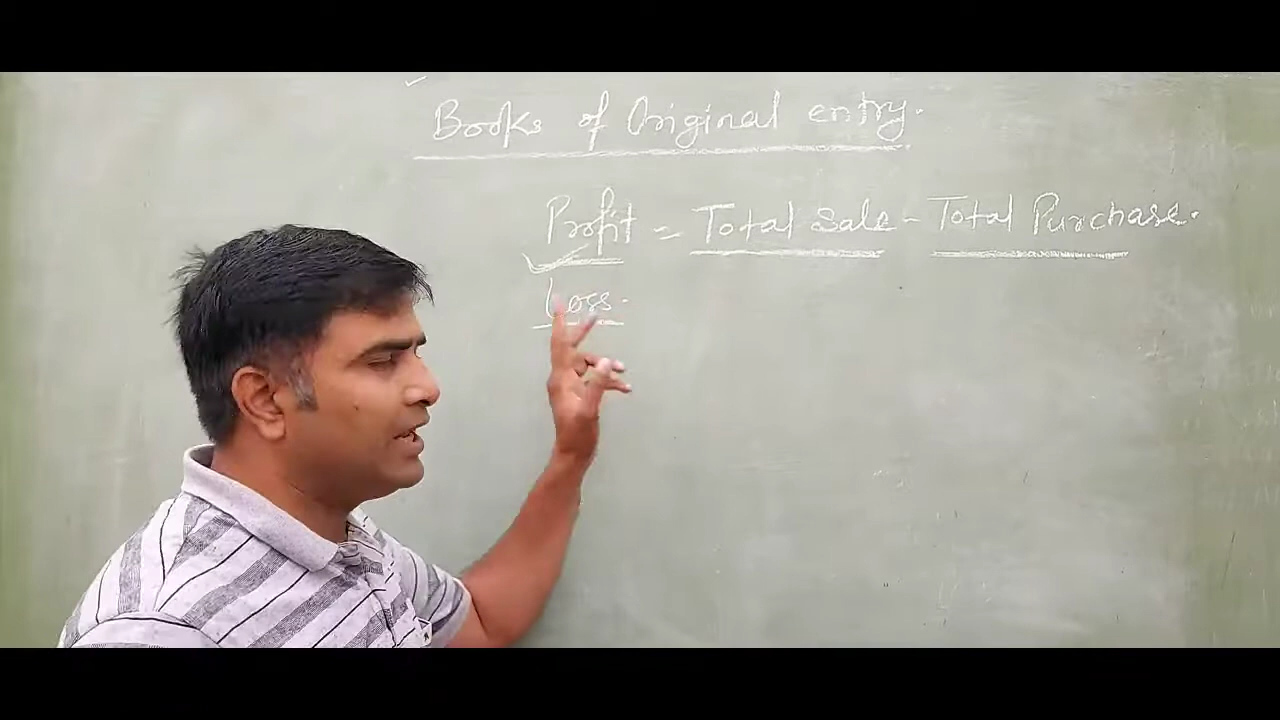 Books of Original entry.
Profit = Total Sale - Total Purchase.
Loss.